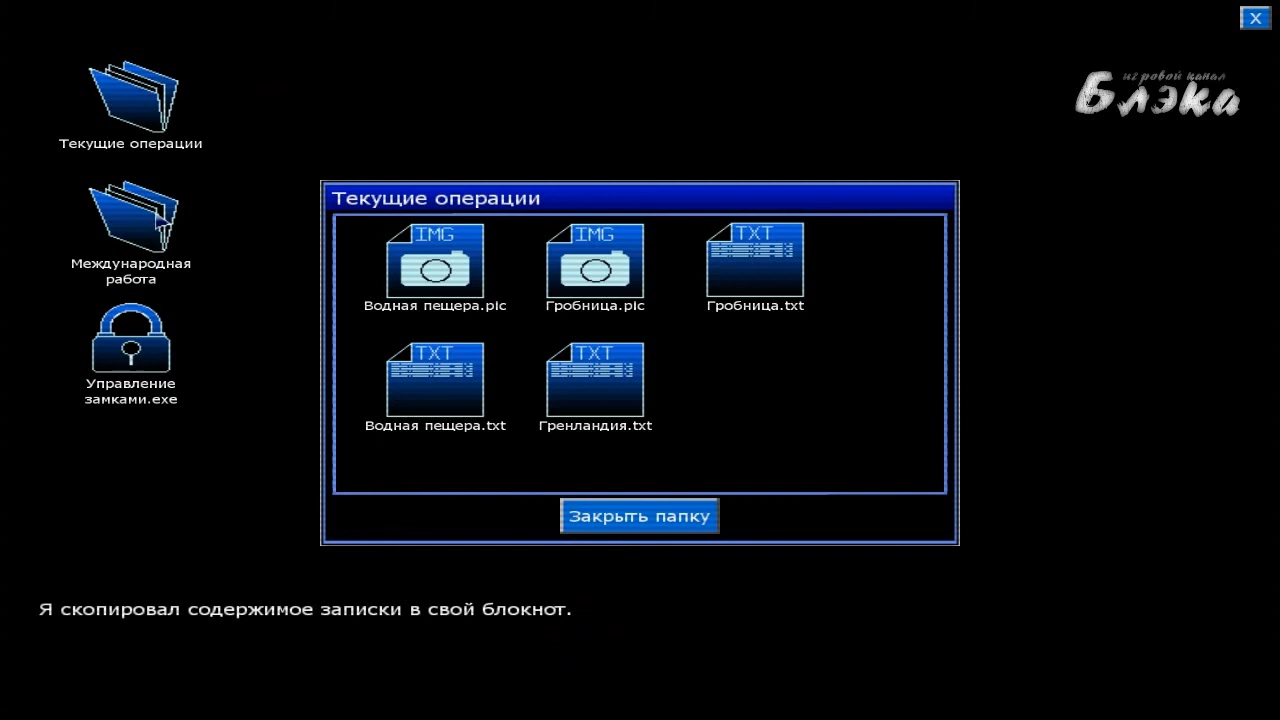 X
игровой канал
Блэка
Текущие операции
Международная
работа
Управление
замками.exe
Текущие операции
IMG
IMG
TXT
Водная пещера.pic
Гробница.pic
Гробница.txt
TXT
TXT
Водная пещера.txt
Гренландия.txt
Закрыть папку
Я скопировал содержимое записки в свой блокнот.